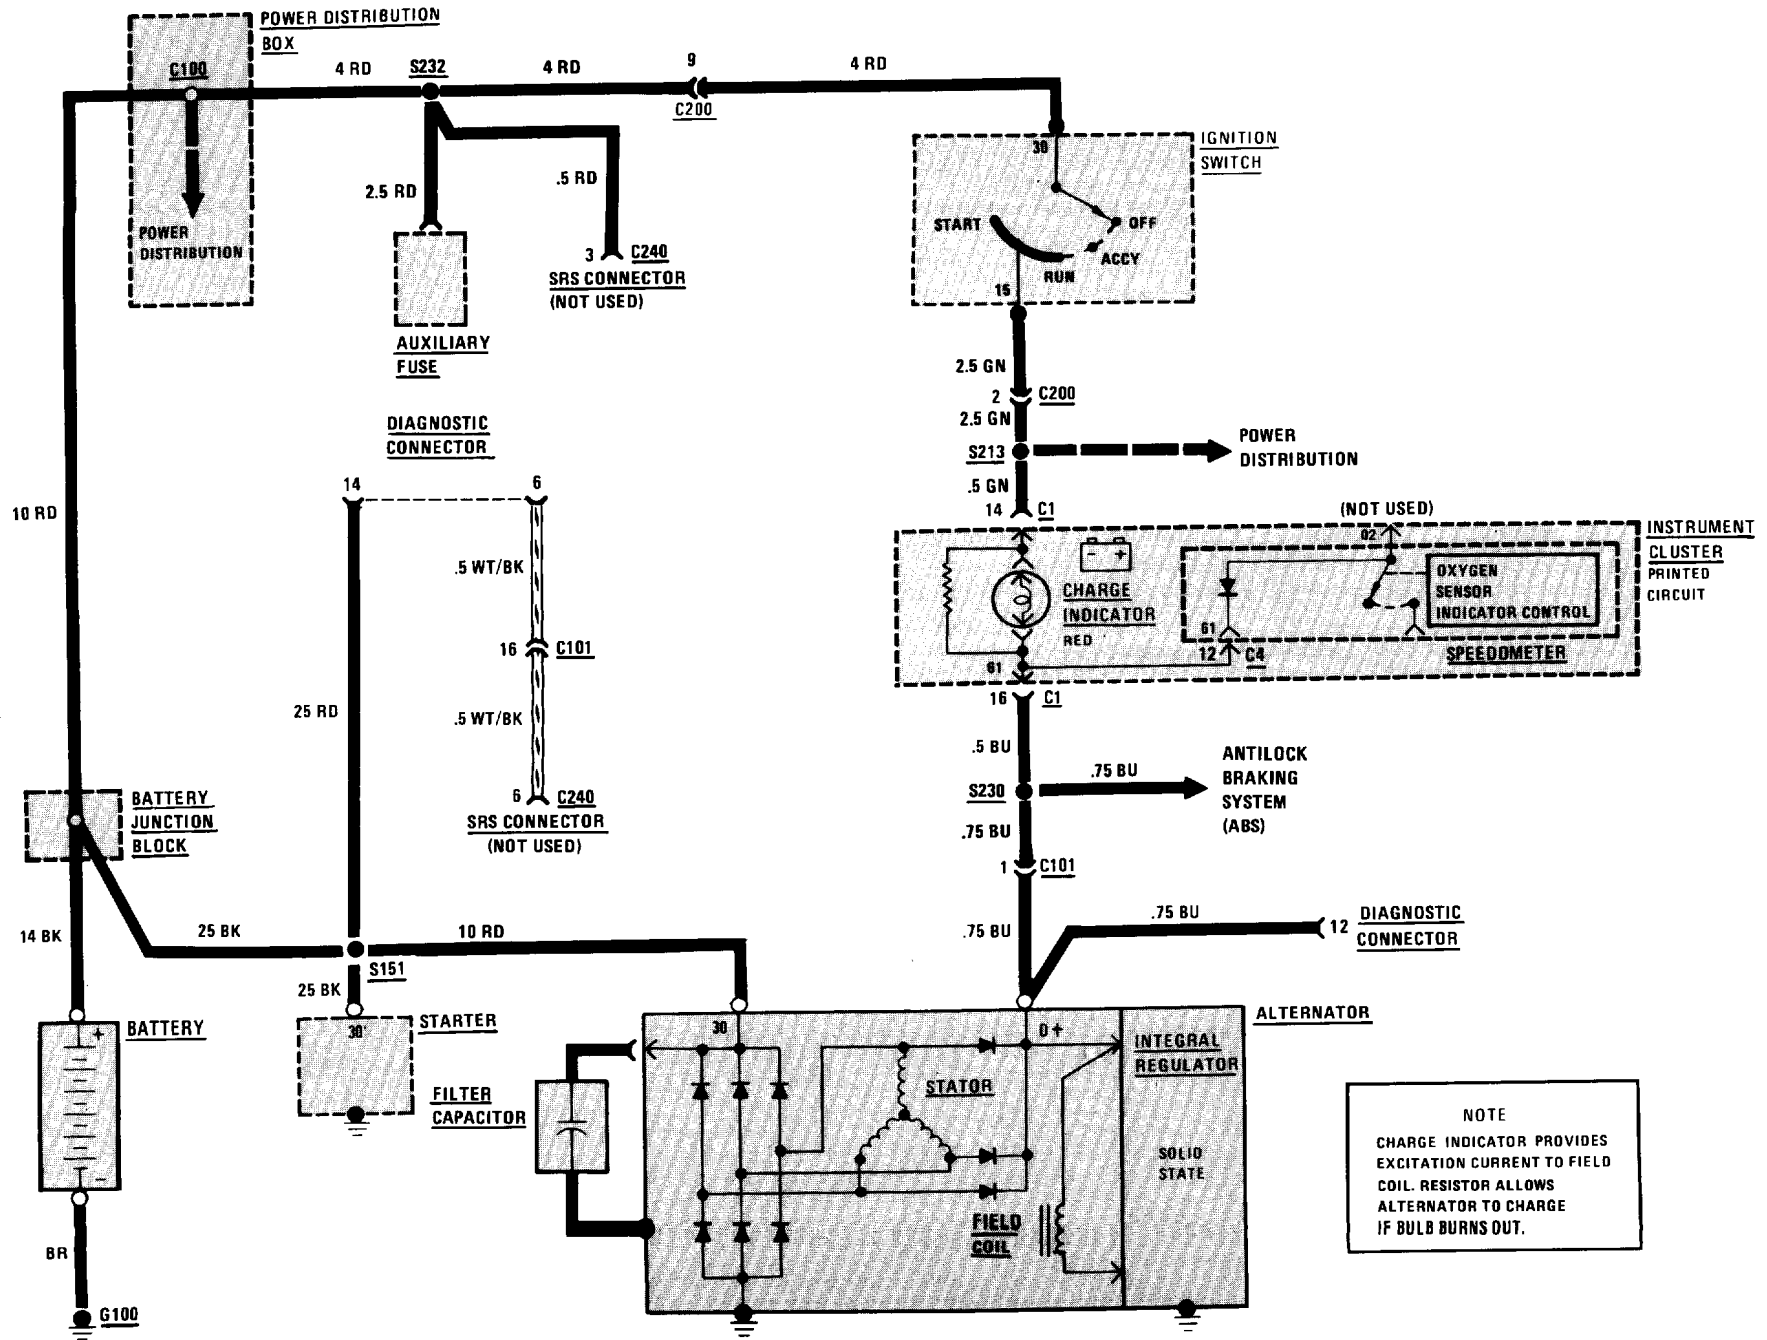 POWER DISTRIBUTION
BOX
C100
4 RD
S232
4 RD
9
C200
4 RD
POWER
DISTRIBUTION
2.5 RD
.5 RD
3
C240
SRS CONNECTOR
(NOT USED)
AUXILIARY
FUSE
30
IGNITION
SWITCH
START
OFF
ACCY
RUN
15
2.5 GN
2
C200
2.5 GN
S213
POWER
DISTRIBUTION
.5 GN
14
C1
DIAGNOSTIC
CONNECTOR
14
6
10 RD
.5 WT/BK
16
C101
25 RD
.5 WT/BK
6
C240
SRS CONNECTOR
(NOT USED)
(NOT USED)
02
INSTRUMENT
CLUSTER
PRINTED
CIRCUIT
- +
CHARGE
INDICATOR
RED
OXYGEN
SENSOR
INDICATOR CONTROL
61
12
C4
SPEEDOMETER
61
16
C1
.5 BU
S230
.75 BU
ANTILOCK
BRAKING
SYSTEM
(ABS)
.75 BU
1
C101
.75 BU
.75 BU
12
DIAGNOSTIC
CONNECTOR
BATTERY
JUNCTION
BLOCK
14 BK
25 BK
10 RD
S151
25 BK
BATTERY
+
-
30
STARTER
BR
G100
FILTER
CAPACITOR
30
D+
ALTERNATOR
INTEGRAL
REGULATOR
STATOR
SOLID
STATE
FIELD
COIL
NOTE
CHARGE INDICATOR PROVIDES
EXCITATION CURRENT TO FIELD
COIL. RESISTOR ALLOWS
ALTERNATOR TO CHARGE
IF BULB BURNS OUT.